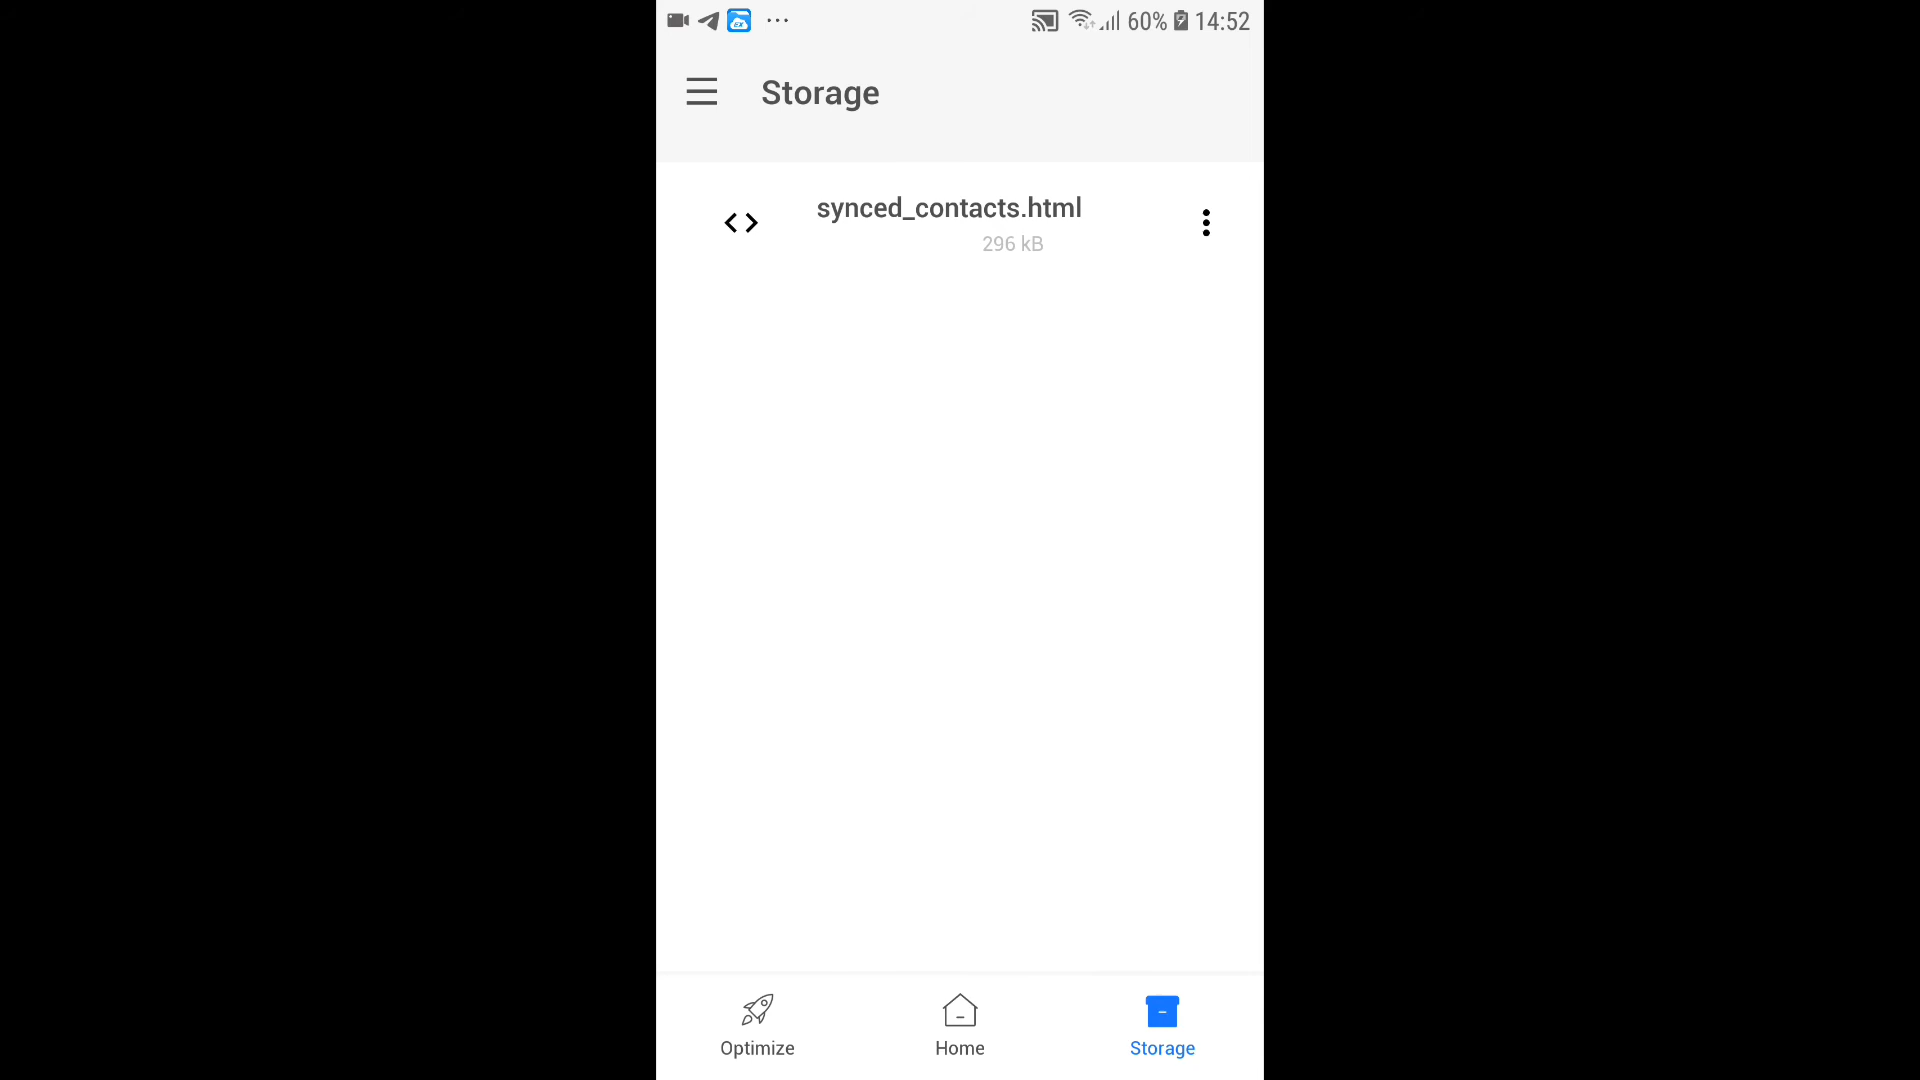 60% 14:52
Storage
synced_contacts.html
296 kB
Optimize
Home
Storage